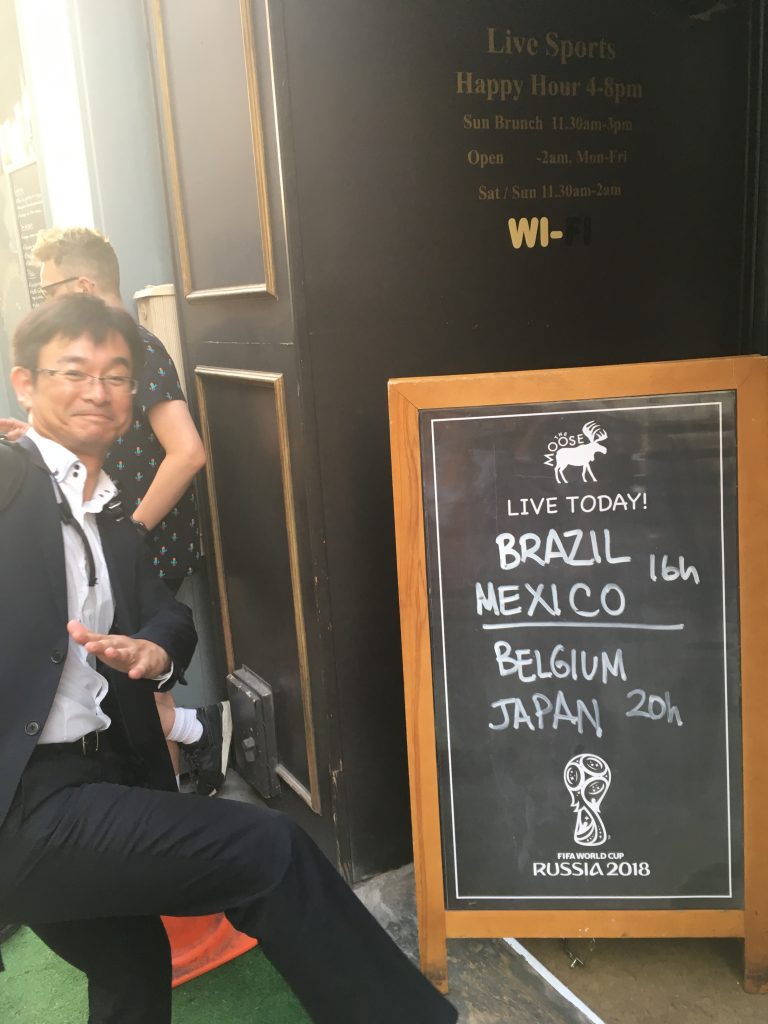 Live Sports
Happy Hour 4-8pm
Sun Brunch 11.30am-3pm
Open -2am. Mon-Fri
Sat / Sun 11.30am-2am
WI-FI
THE
MOOSE
LIVE TODAY!
BRAZIL 16h
MEXICO
BELGIUM
JAPAN 20h
FIFA WORLD CUP
RUSSIA 2018